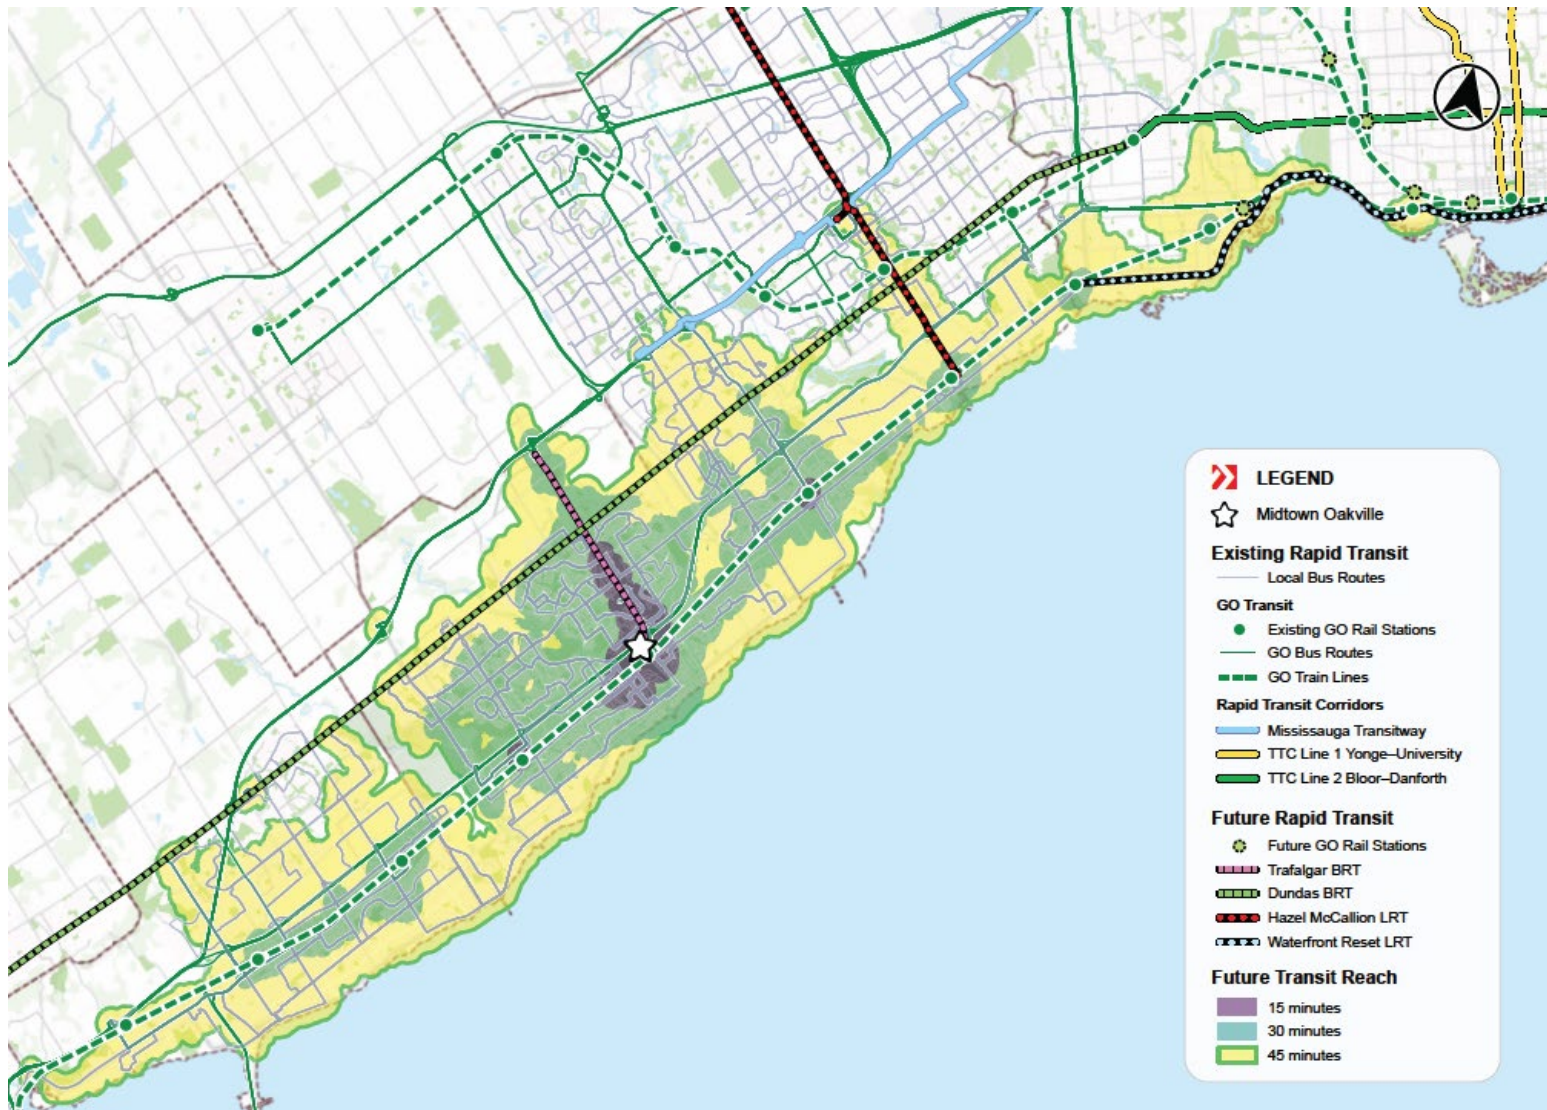 LEGEND
Midtown Oakville
Existing Rapid Transit
Local Bus Routes
GO Transit
Existing GO Rail Stations
GO Bus Routes
GO Train Lines
Rapid Transit Corridors
Mississauga Transitway
TTC Line 1 Yonge–University
TTC Line 2 Bloor–Danforth
Future Rapid Transit
Future GO Rail Stations
Trafalgar BRT
Dundas BRT
Hazel McCallion LRT
Waterfront Reset LRT
Future Transit Reach
15 minutes
30 minutes
45 minutes